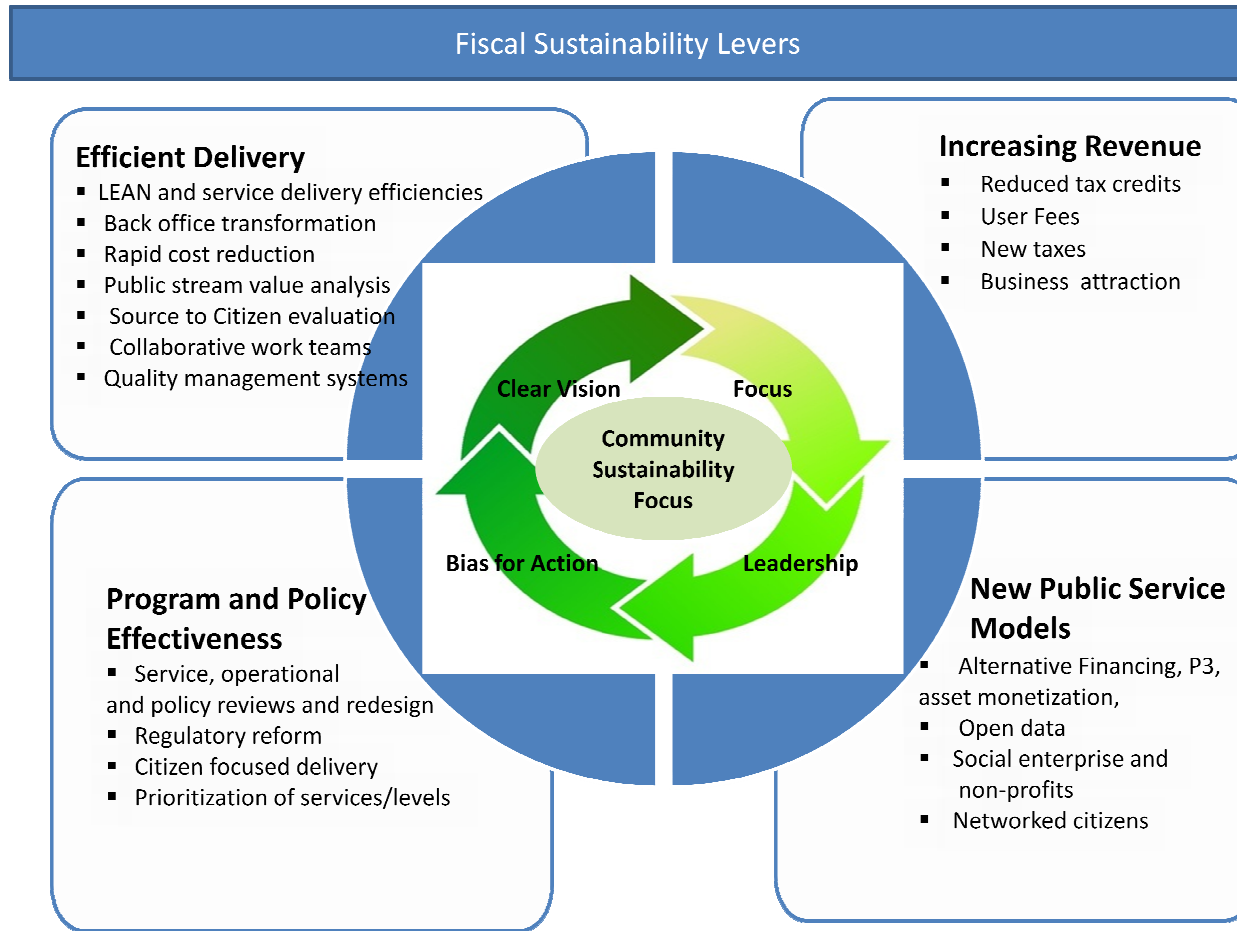 Fiscal Sustainability Levers
Efficient Delivery
▪ LEAN and service delivery efficiencies
▪ Back office transformation
▪ Rapid cost reduction
▪ Public stream value analysis
▪ Source to Citizen evaluation
▪ Collaborative work teams
▪ Quality management systems
Increasing Revenue
▪ Reduced tax credits
▪ User Fees
▪ New taxes
▪ Business attraction
Clear Vision
Focus
Community
Sustainability
Focus
Bias for Action
Leadership
Program and Policy
Effectiveness
▪ Service, operational
and policy reviews and redesign
▪ Regulatory reform
▪ Citizen focused delivery
▪ Prioritization of services/levels
New Public Service
Models
▪ Alternative Financing, P3,
asset monetization,
▪ Open data
▪ Social enterprise and
non-profits
▪ Networked citizens